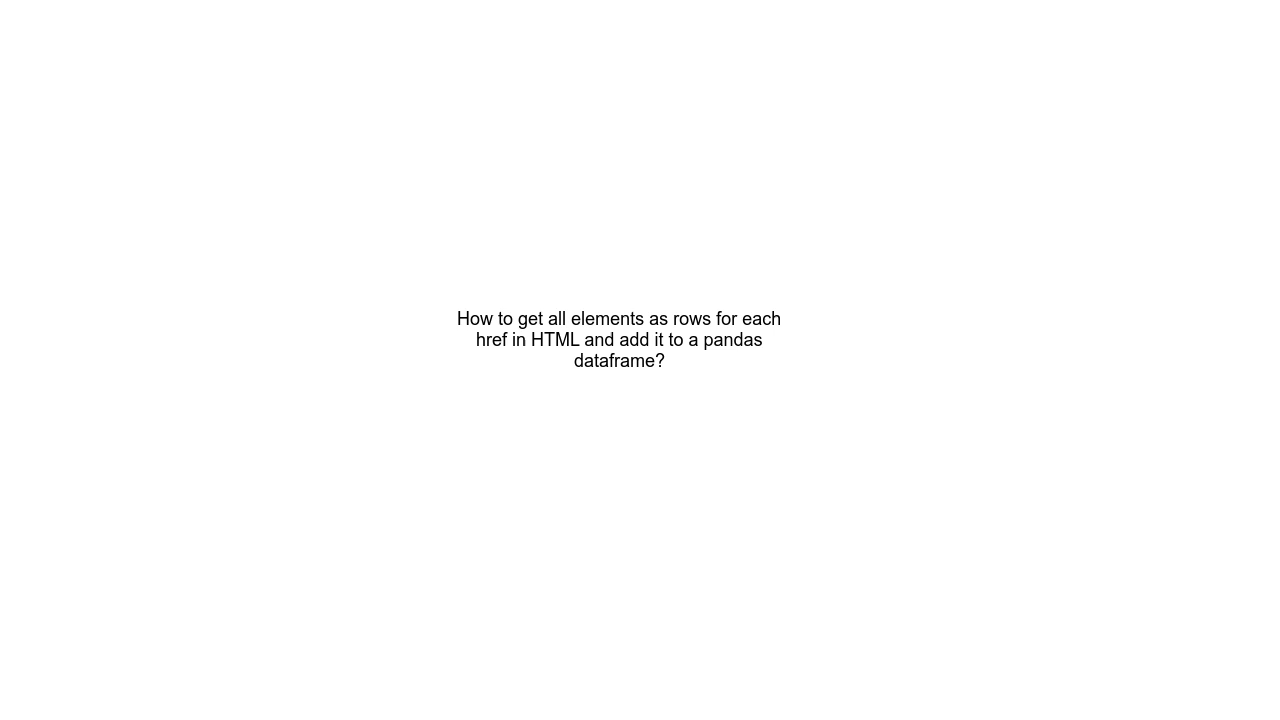 How to get all elements as rows for each
href in HTML and add it to a pandas
dataframe?